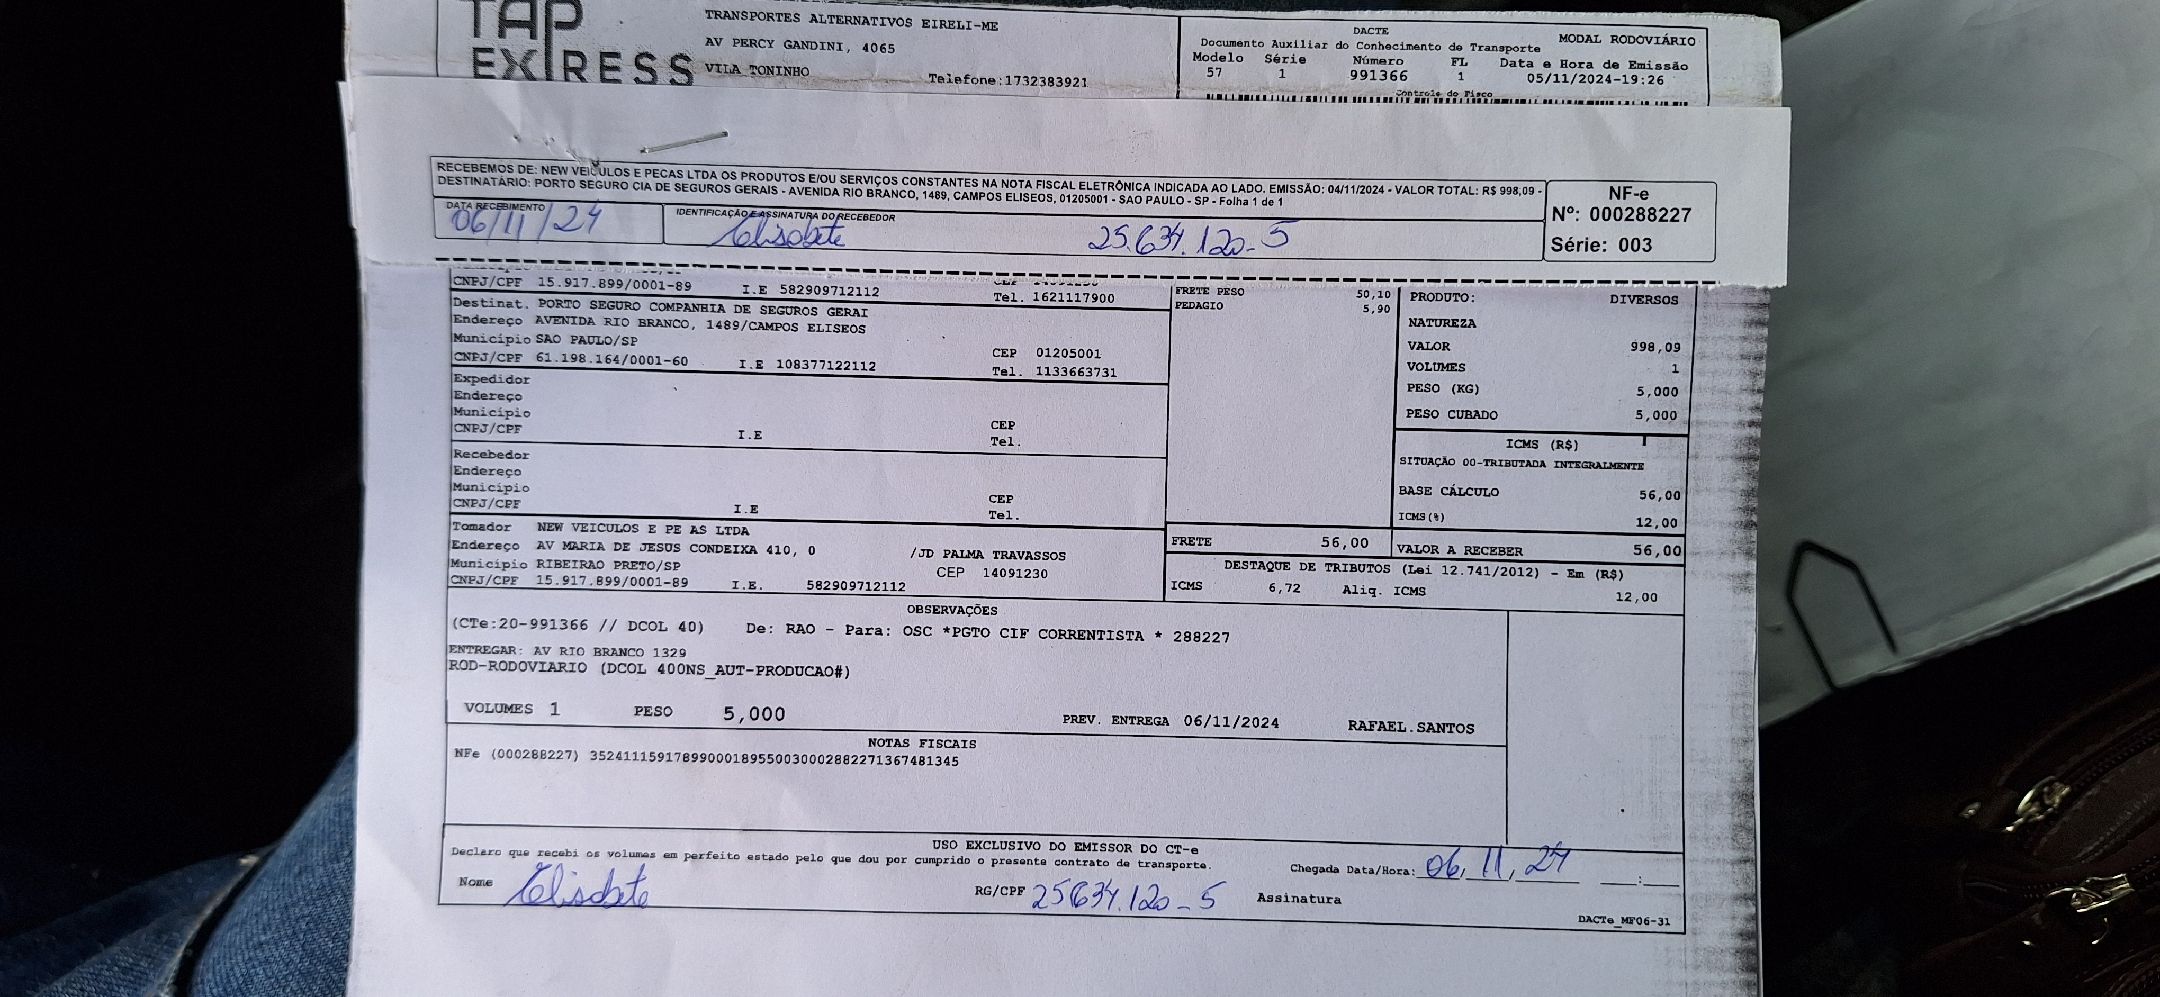 TAP EXPRESS
TRANSPORTES ALTERNATIVOS EIRELI-ME
AV PERCY GANDINI, 4065
VILA TONINHO
Telefone:1732383921
DACTE
MODAL RODOVIÁRIO
Documento Auxiliar do Conhecimento de Transporte
Modelo Série Número FL Data e Hora de Emissão
57 1 991366 1 05/11/2024-19:26
Controle do Fisco
RECEBEMOS DE: NEW VEICULOS E PECAS LTDA OS PRODUTOS E/OU SERVIÇOS CONSTANTES NA NOTA FISCAL ELETRÔNICA INDICADA AO LADO. EMISSÃO: 04/11/2024 - VALOR TOTAL: R$ 998,09 -
DESTINATÁRIO: PORTO SEGURO CIA DE SEGUROS GERAIS - AVENIDA RIO BRANCO, 1489, CAMPOS ELISEOS, 01205001 - SAO PAULO - SP - Folha 1 de 1
DATA RECEBIMENTO
06/11/24
IDENTIFICAÇÃO E ASSINATURA DO RECEBEDOR
Elisabete 25.634.120-5
NF-e
Nº: 000288227
Série: 003
CNPJ/CPF 15.917.899/0001-89 I.E 582909712112 Tel. 1621117900
Destinat. PORTO SEGURO COMPANHIA DE SEGUROS GERAI
Endereço AVENIDA RIO BRANCO, 1489/CAMPOS ELISEOS
Município SAO PAULO/SP CEP 01205001
CNPJ/CPF 61.198.164/0001-60 I.E 108377122112 Tel. 1133663731
Expedidor
Endereço
Município CEP
CNPJ/CPF I.E Tel.
Recebedor
Endereço
Município CEP
CNPJ/CPF I.E Tel.
Tomador NEW VEICULOS E PE AS LTDA
Endereço AV MARIA DE JESUS CONDEIXA 410, 0 /JD PALMA TRAVASSOS
Município RIBEIRAO PRETO/SP CEP 14091230
CNPJ/CPF 15.917.899/0001-89 I.E. 582909712112
FRETE PESO 50,10
PEDAGIO 5,90
PRODUTO: DIVERSOS
NATUREZA
VALOR 998,09
VOLUMES 1
PESO (KG) 5,000
PESO CUBADO 5,000
ICMS (R$)
SITUAÇÃO 00-TRIBUTADA INTEGRALMENTE
BASE CÁLCULO 56,00
ICMS(%) 12,00
FRETE 56,00 VALOR A RECEBER 56,00
DESTAQUE DE TRIBUTOS (Lei 12.741/2012) - Em (R$)
ICMS 6,72 Aliq. ICMS 12,00
OBSERVAÇÕES
(CTe:20-991366 // DCOL 40) De: RAO - Para: OSC *PGTO CIF CORRENTISTA * 288227
ENTREGAR: AV RIO BRANCO 1329
ROD-RODOVIARIO (DCOL 400NS_AUT-PRODUCAO#)
VOLUMES 1 PESO 5,000 PREV. ENTREGA 06/11/2024 RAFAEL.SANTOS
NOTAS FISCAIS
NFe (000288227) 35241115917899000189550030002882271367481345
USO EXCLUSIVO DO EMISSOR DO CT-e
Declaro que recebi os volumes em perfeito estado pelo que dou por cumprido o presente contrato de transporte.
Chegada Data/Hora: 06, 11, 24 __:__
Nome Elisabete RG/CPF 25634.120-5 Assinatura
DACTe_MF06-31